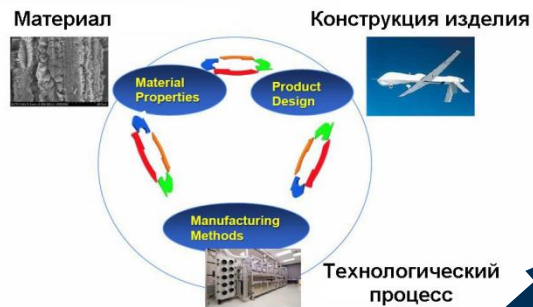 Материал
Конструкция изделия
Material
Properties
Product
Design
Manufacturing
Methods
Технологический
процесс